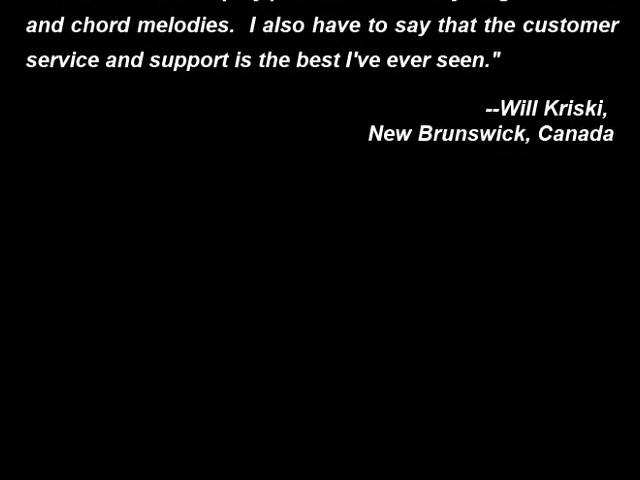 and chord melodies. I also have to say that the customer
service and support is the best I've ever seen."
--Will Kriski,
New Brunswick, Canada